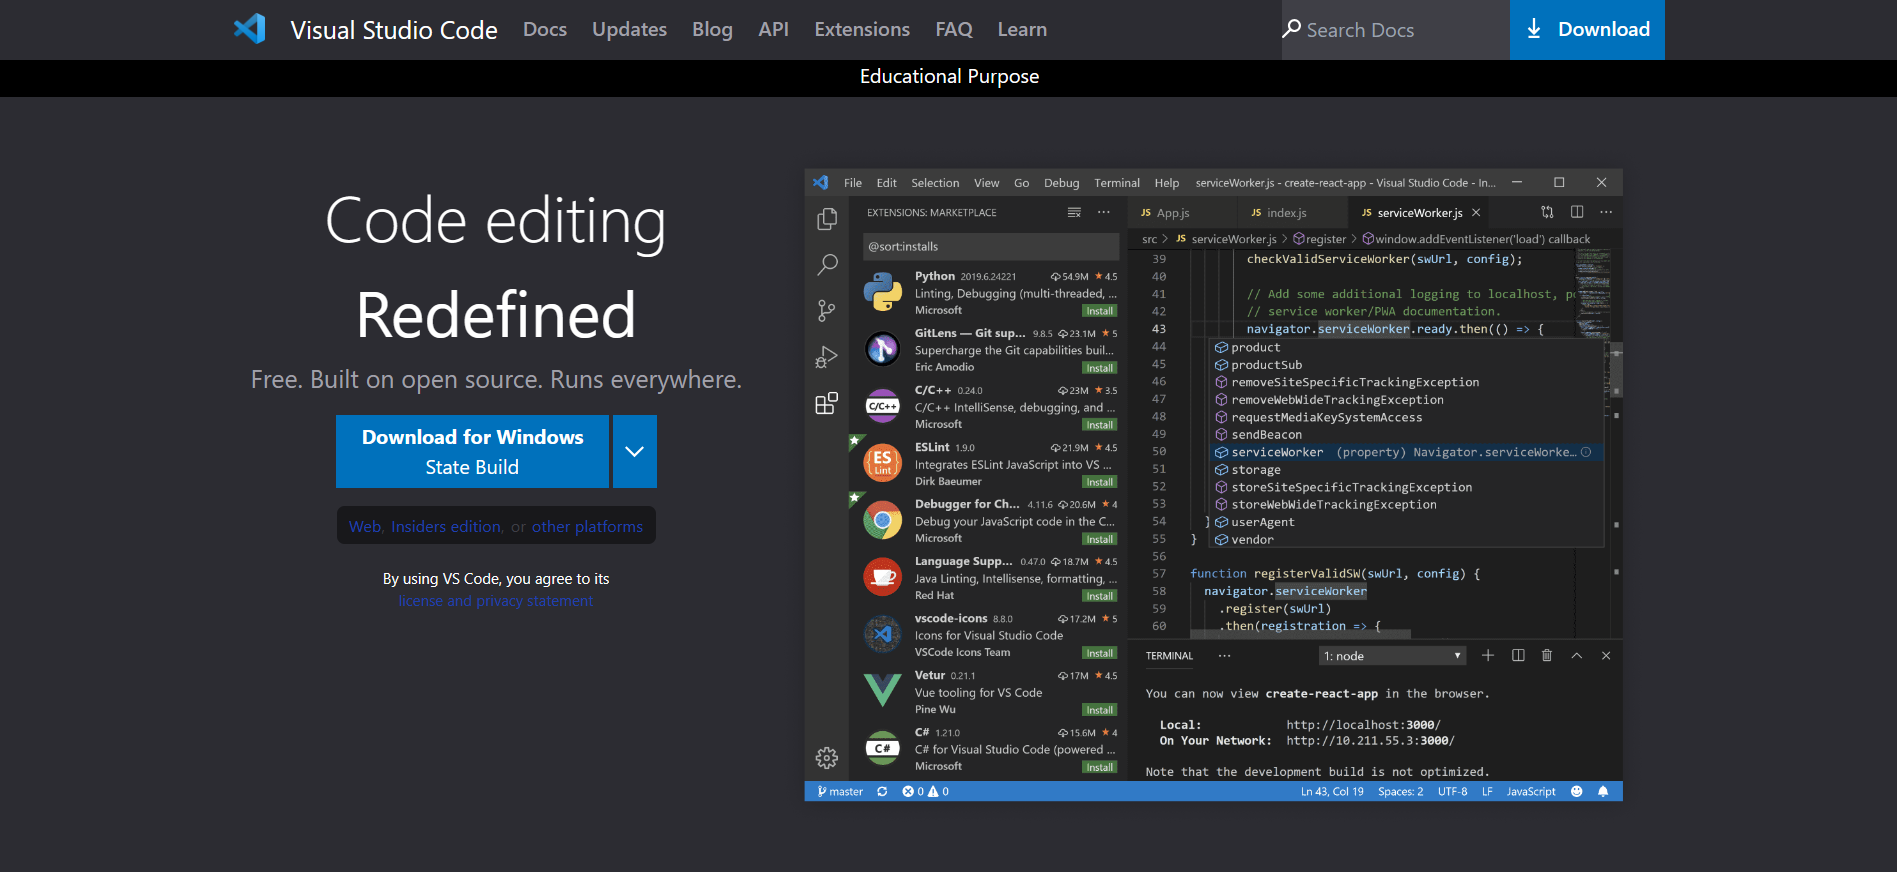 Visual Studio Code Docs Updates Blog API Extensions FAQ Learn Search Docs Download
Educational Purpose
Code editing
Redefined
Free. Built on open source. Runs everywhere.
Download for Windows
State Build
Web, Insiders edition, or other platforms
By using VS Code, you agree to its
license and privacy statement
File Edit Selection View Go Debug Terminal Help serviceWorker.js - create-react-app - Visual Studio Code - In...
EXTENSIONS: MARKETPLACE
@sort:installs
Python 2019.6.24221 54.9M ★ 4.5
Linting, Debugging (multi-threaded, ...
Microsoft Install
GitLens — Git sup... 9.8.5 23.1M ★ 5
Supercharge the Git capabilities buil...
Eric Amodio Install
C/C++
C/C++ 0.24.0 23M ★ 3.5
C/C++ IntelliSense, debugging, and ...
Microsoft Install
ES
Lint
ESLint 1.9.0 21.9M ★ 4.5
Integrates ESLint JavaScript into VS ...
Dirk Baeumer Install
Debugger for Ch... 4.11.6 20.6M ★ 4
Debug your JavaScript code in the C...
Microsoft Install
Language Supp... 0.47.0 18.7M ★ 4.5
Java Linting, Intellisense, formatting, ...
Red Hat Install
vscode-icons 8.8.0 17.2M ★ 5
Icons for Visual Studio Code
VSCode Icons Team Install
Vetur 0.21.1 17M ★ 4.5
Vue tooling for VS Code
Pine Wu Install
C#
C# 1.21.0 15.6M ★ 4
C# for Visual Studio Code (powered ...
Microsoft Install
JS App.js JS index.js JS serviceWorker.js
src > JS serviceWorker.js > register > window.addEventListener('load') callback
39 checkValidServiceWorker(swUrl, config);
40
41 // Add some additional logging to localhost, po
42 // service worker/PWA documentation.
43 navigator.serviceWorker.ready.then(() => {
44 product
45 productSub
46 removeSiteSpecificTrackingException
47 removeWebWideTrackingException
48 requestMediaKeySystemAccess
49 sendBeacon
50 serviceWorker (property) Navigator.serviceWorke...
51 storage
52 storeSiteSpecificTrackingException
53 storeWebWideTrackingException
54 } userAgent
55 } vendor
56
57 function registerValidSW(swUrl, config) {
58 navigator.serviceWorker
59 .register(swUrl)
60 .then(registration => {
TERMINAL ... 1: node
You can now view create-react-app in the browser.
Local: http://localhost:3000/
On Your Network: http://10.211.55.3:3000/
Note that the development build is not optimized.
master 0 0 Ln 43, Col 19 Spaces: 2 UTF-8 LF JavaScript